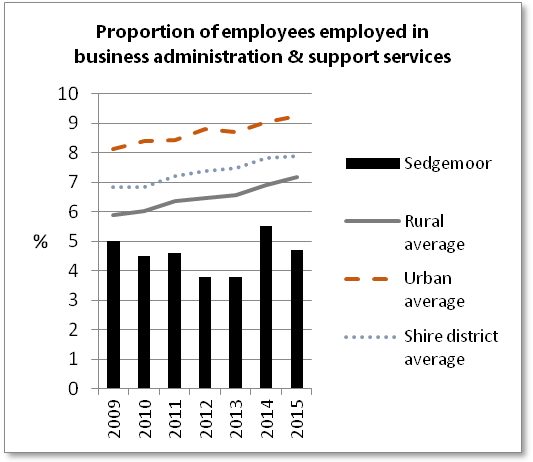 Proportion of employees employed in
business administration & support services
10
9
8
7
6
5
4
3
2
1
0
%
2009
2010
2011
2012
2013
2014
2015
Sedgemoor
Rural
average
Urban
average
Shire district
average